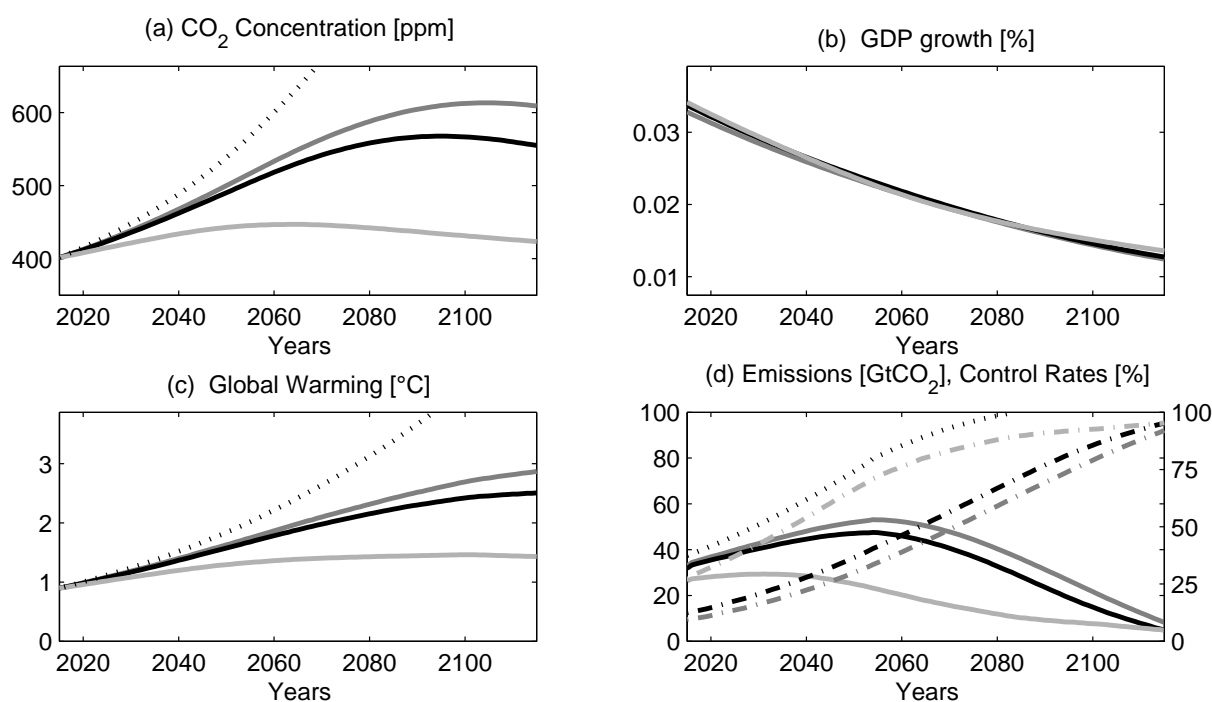 (a) CO2 Concentration [ppm]
600
500
400
2020 2040 2060 2080 2100
Years
(b) GDP growth [%]
0.03
0.02
0.01
2020 2040 2060 2080 2100
Years
(c) Global Warming [°C]
3
2
1
0
2020 2040 2060 2080 2100
Years
(d) Emissions [GtCO2], Control Rates [%]
100 100
80 75
60 50
40 25
20
0 0
2020 2040 2060 2080 2100
Years